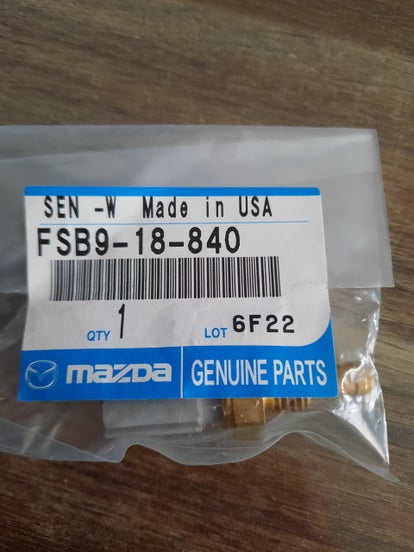 SEN -W Made in USA
FSB9-18-840
QTY 1 LOT 6F22
mazda GENUINE PARTS